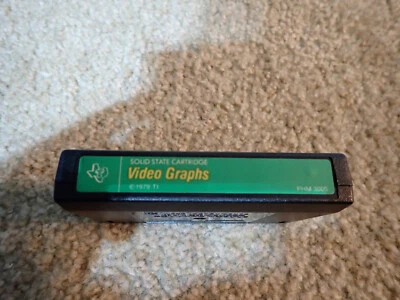 SOLID STATE CARTRIDGE
Video Graphs
© 1979 TI
PHM 3005